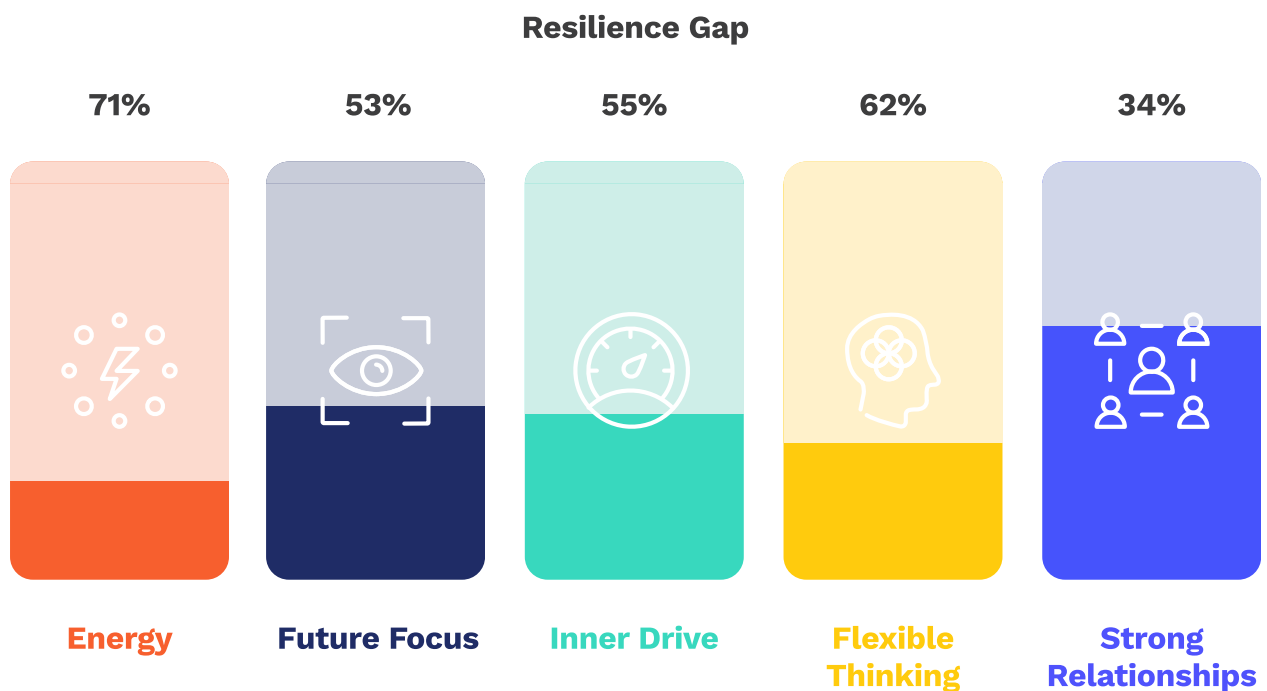 Resilience Gap
71%
53%
55%
62%
34%
Energy
Future Focus
Inner Drive
Flexible
Thinking
Strong
Relationships